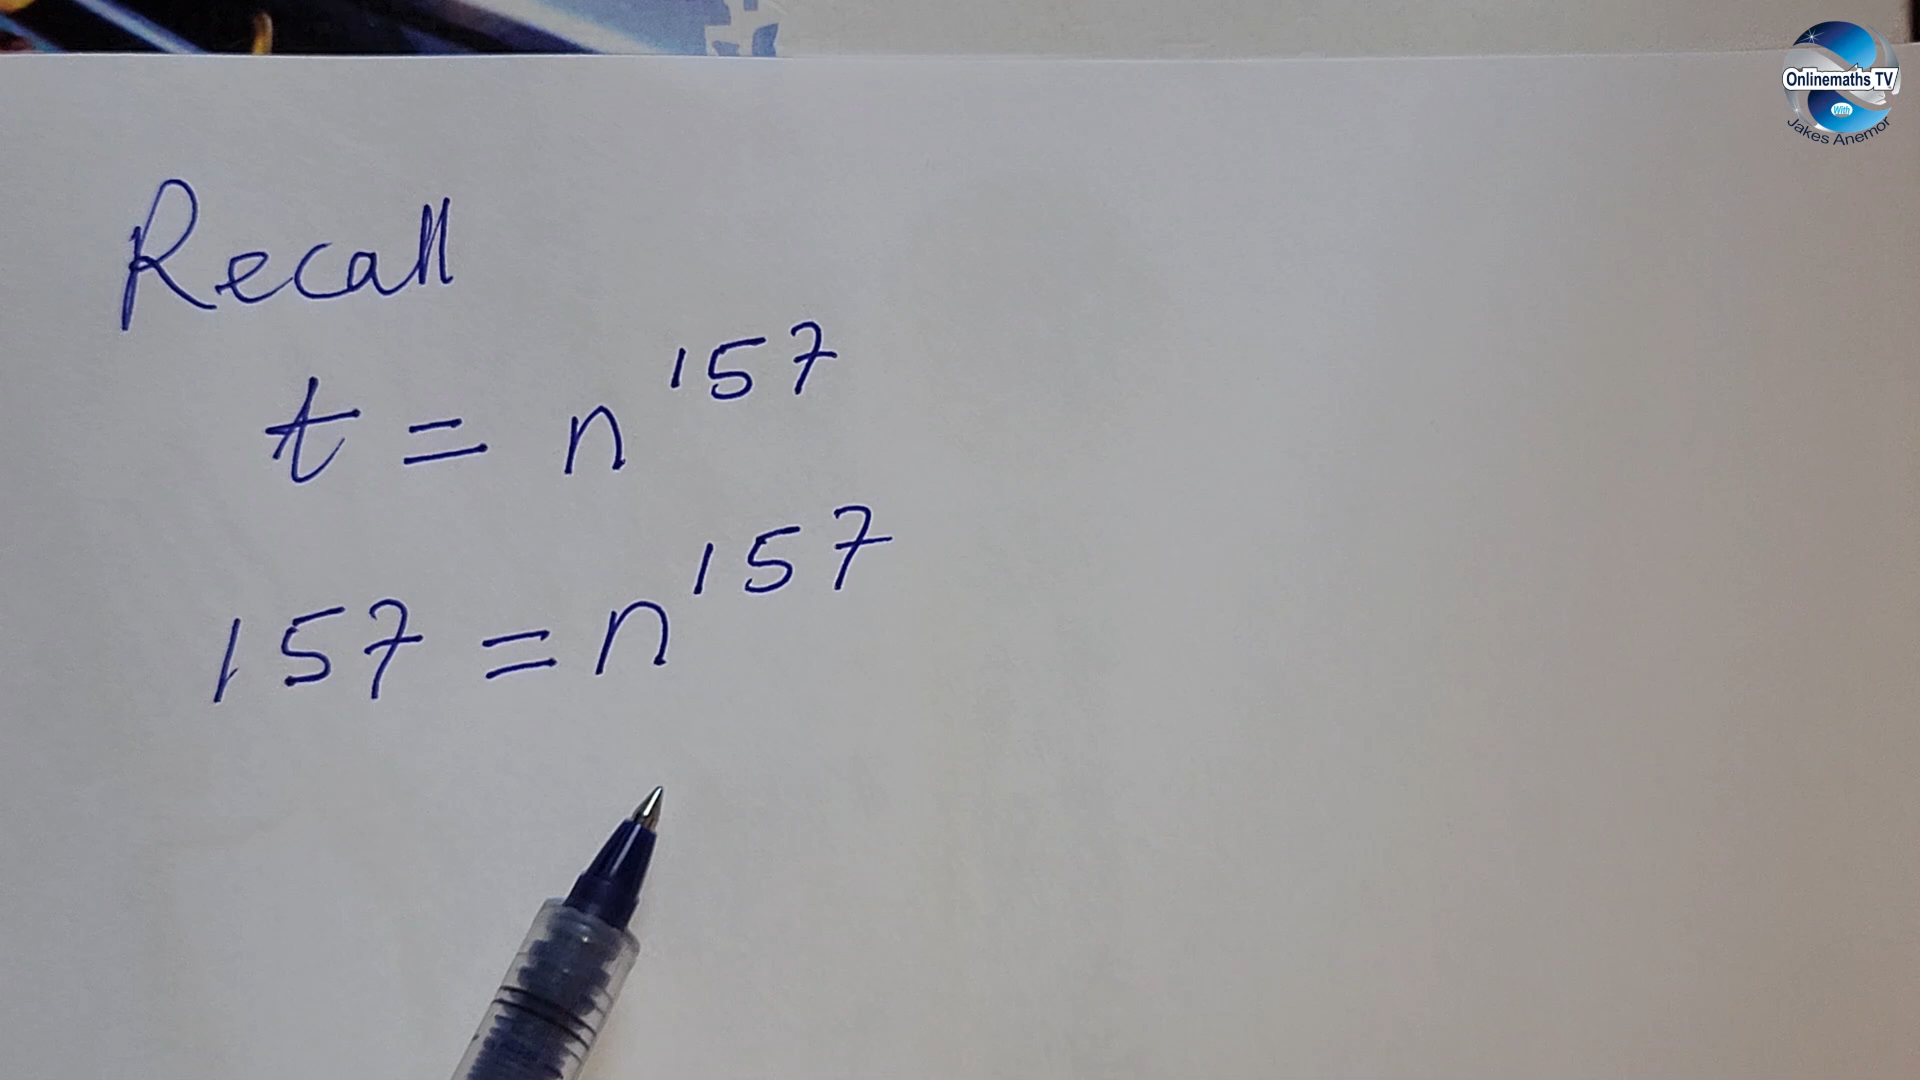 Onlinemaths TV
With
Jakes Anemor
Recall
t = n^157
157 = n^157